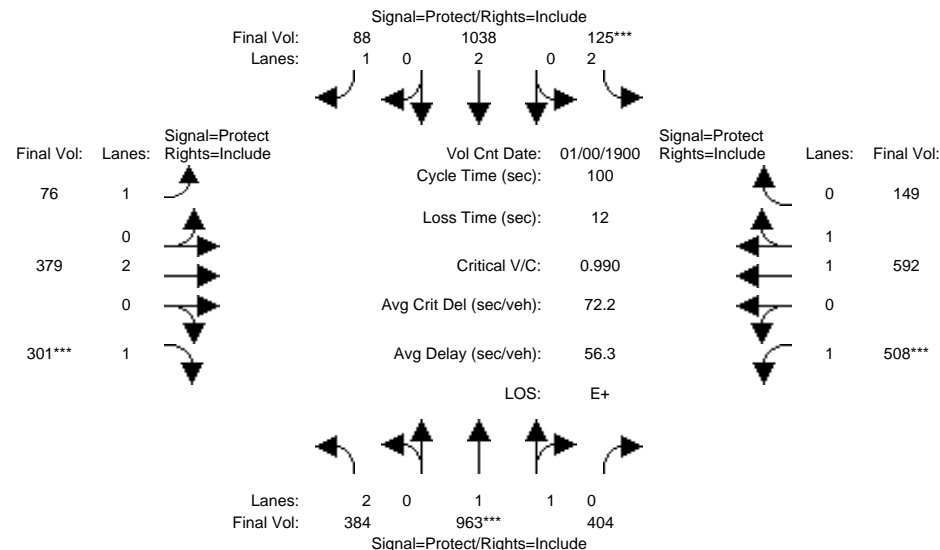 Signal=Protect/Rights=Include
Final Vol: 88 1038 125***
Lanes: 1 0 2 0 2
Signal=Protect Signal=Protect
Final Vol: Lanes: Rights=Include Vol Cnt Date: 01/00/1900 Rights=Include Lanes: Final Vol:
Cycle Time (sec): 100
76 1 0 149
Loss Time (sec): 12
0 1
379 2 Critical V/C: 0.990 1 592
0 Avg Crit Del (sec/veh): 72.2 0
301*** 1 Avg Delay (sec/veh): 56.3 1 508***
LOS: E+
Lanes: 2 0 1 1 0
Final Vol: 384 963*** 404
Signal=Protect/Rights=Include